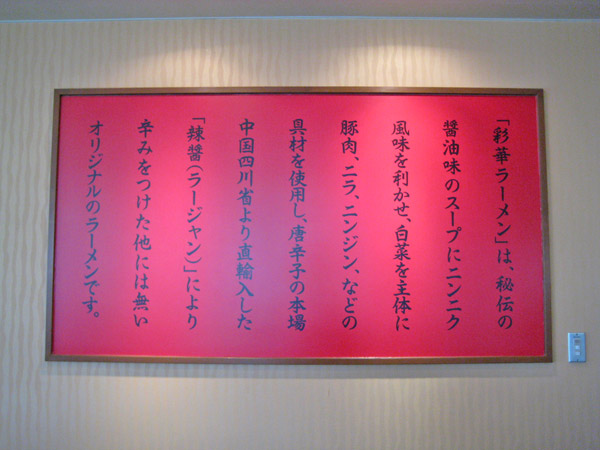 「彩華ラーメン」は、秘伝の
醤油味のスープにニンニク
風味を利かせ、白菜を主体に
豚肉、ニラ、ニンジン、などの
具材を使用し、唐辛子の本場
中国四川省より直輸入した
「辣醤（ラージャン）」により
辛みをつけた他には無い
オリジナルのラーメンです。